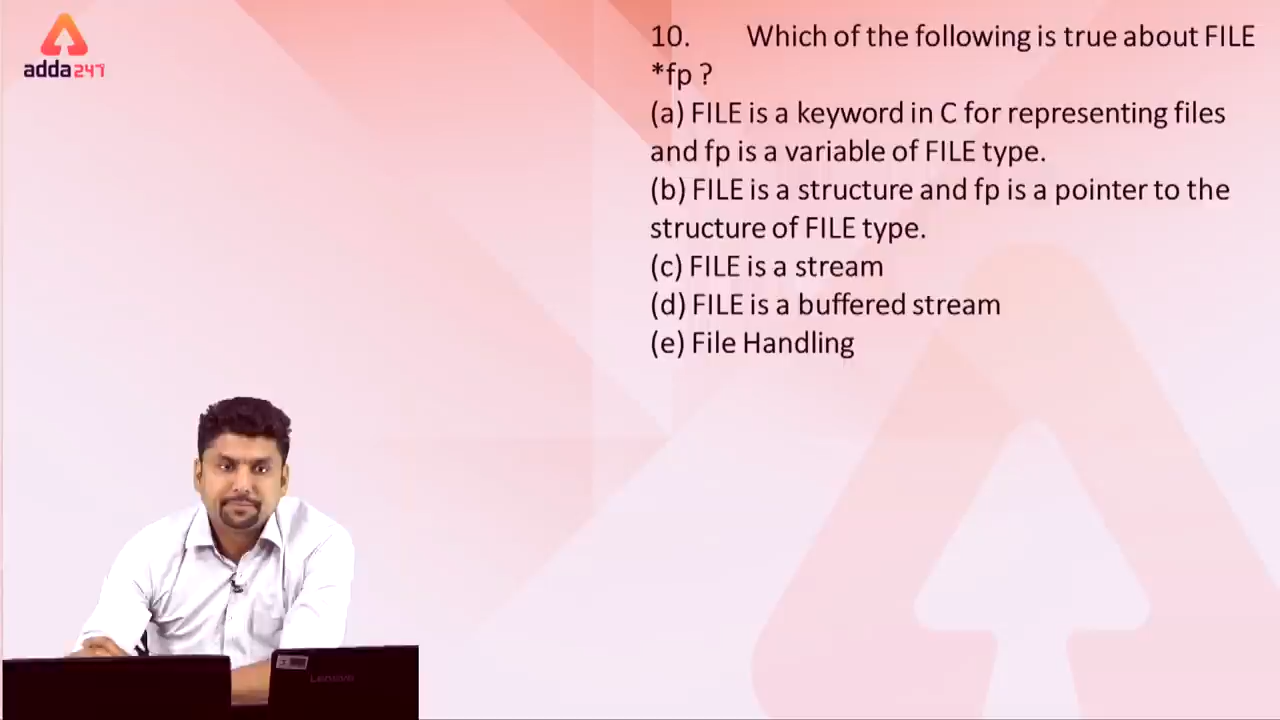 adda247
10. Which of the following is true about FILE
*fp ?
(a) FILE is a keyword in C for representing files
and fp is a variable of FILE type.
(b) FILE is a structure and fp is a pointer to the
structure of FILE type.
(c) FILE is a stream
(d) FILE is a buffered stream
(e) File Handling
Lenovo